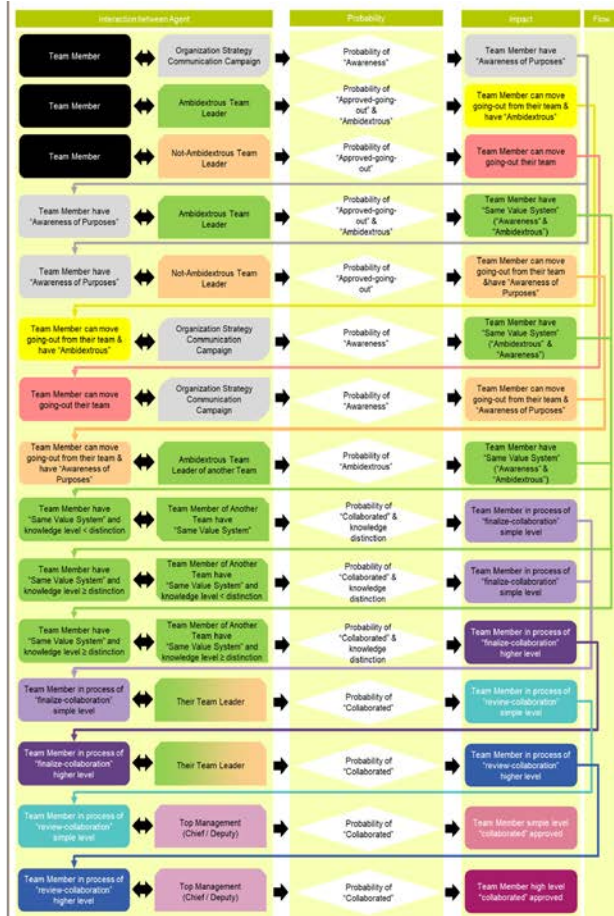 Interaction between Agent
Probability
Impact
Flow
Team Member
Organization Strategy
Communication Campaign
Probability of
"Awareness"
Team Member have
"Awareness of Purposes"
Team Member
Ambidextrous Team
Leader
Probability of
"Approved-going-
out" &
"Ambidextrous"
Team Member can move
going-out from their team &
have "Ambidextrous"
Team Member
Not-Ambidextrous Team
Leader
Probability of
"Approved-going-
out"
Team Member can move
going-out their team
Team Member have
"Awareness of Purposes"
Ambidextrous Team
Leader
Probability of
"Approved-going-
out" &
"Ambidextrous"
Team Member have
"Same Value System"
("Awareness" &
"Ambidextrous")
Team Member have
"Awareness of Purposes"
Not-Ambidextrous Team
Leader
Probability of
"Approved-going-
out"
Team Member can move
going-out from their team
&have "Awareness of
Purposes"
Team Member can move
going-out from their team &
have "Ambidextrous"
Organization Strategy
Communication
Campaign
Probability of
"Awareness"
Team Member have
"Same Value System"
("Ambidextrous" &
"Awareness")
Team Member can move
going-out their team
Organization Strategy
Communication
Campaign
Probability of
"Awareness"
Team Member can move
going-out from their team &
"Awareness of Purposes"
Team Member can move
going-out from their team &
have "Awareness of
Purposes"
Ambidextrous Team
Leader of another Team
Probability of
"Ambidextrous"
Team Member have
"Same Value System"
("Awareness" &
"Ambidextrous")
Team Member have
"Same Value System" and
knowledge level < distinction
Team Member of Another
Team have
"Same Value System"
Probability of
"Collaborated" &
knowledge
distinction
Team Member in process of
"finalize-collaboration"
simple level
Team Member have
"Same Value System" and
knowledge level ≥ distinction
Team Member of Another
Team have
"Same Value System" and
knowledge level < distinction
Probability of
"Collaborated" &
knowledge
distinction
Team Member in process of
"finalize-collaboration"
simple level
Team Member have
"Same Value System" and
knowledge level ≥ distinction
Team Member of Another
Team have
"Same Value System" and
knowledge level ≥ distinction
Probability of
"Collaborated" &
knowledge
distinction
Team Member in process of
"finalize-collaboration"
higher level
Team Member in process of
"finalize-collaboration"
simple level
Their Team Leader
Probability of
"Collaborated"
Team Member in process of
"review-collaboration"
simple level
Team Member in process of
"finalize-collaboration"
higher level
Their Team Leader
Probability of
"Collaborated"
Team Member in process of
"review-collaboration"
higher level
Team Member in process of
"review-collaboration"
simple level
Top Management
(Chief / Deputy)
Probability of
"Collaborated"
Team Member simple level
"collaborated" approved
Team Member in process of
"review-collaboration"
higher level
Top Management
(Chief / Deputy)
Probability of
"Collaborated"
Team Member high level
"collaborated" approved